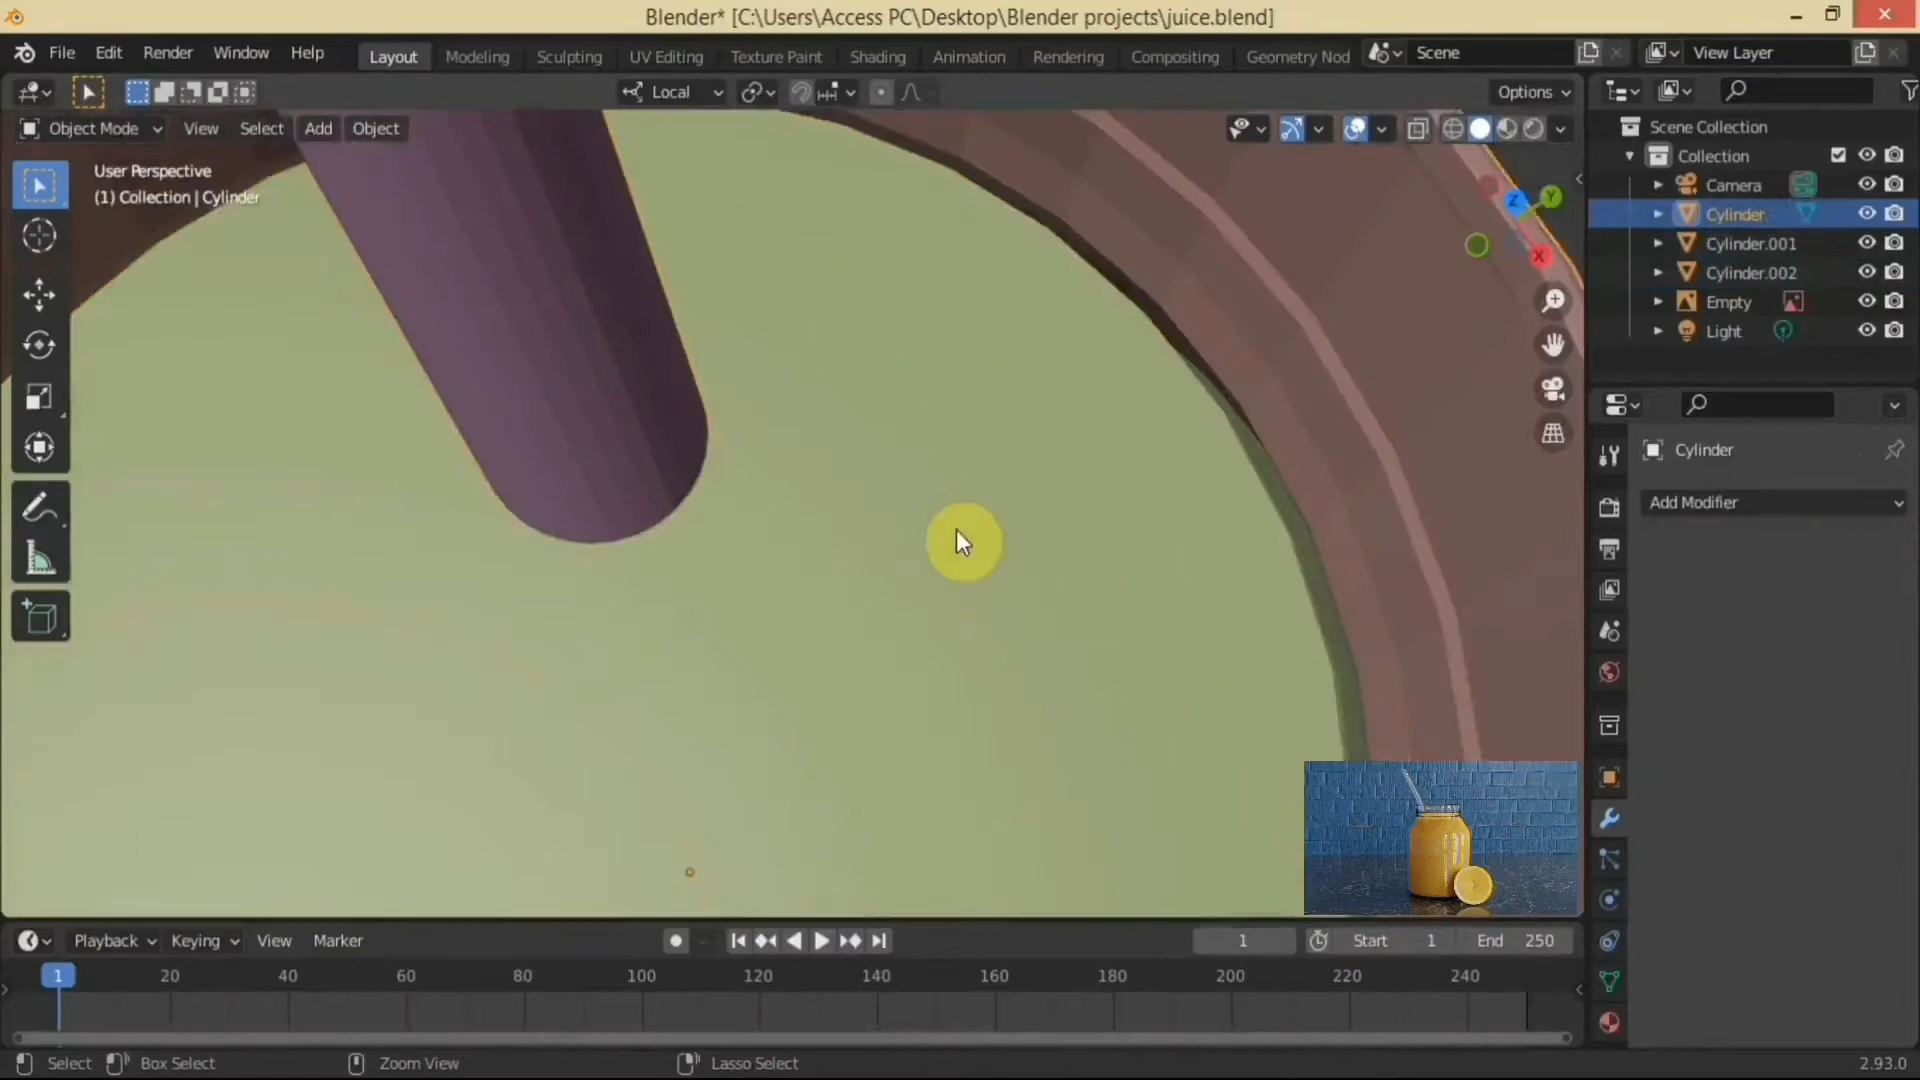 Blender* [C:\Users\Access PC\Desktop\Blender projects\juice.blend]
File Edit Render Window Help Layout Modeling Sculpting UV Editing Texture Paint Shading Animation Rendering Compositing Geometry Nod Scene View Layer
Local Options
Object Mode View Select Add Object
User Perspective
(1) Collection | Cylinder
Z Y X
Scene Collection
Collection
Camera
Cylinder
Cylinder.001
Cylinder.002
Empty
Light
Cylinder
Add Modifier
Playback Keying View Marker 1 Start 1 End 250
1 20 40 60 80 100 120 140 160 180 200 220 240
Select Box Select Zoom View Lasso Select 2.93.0